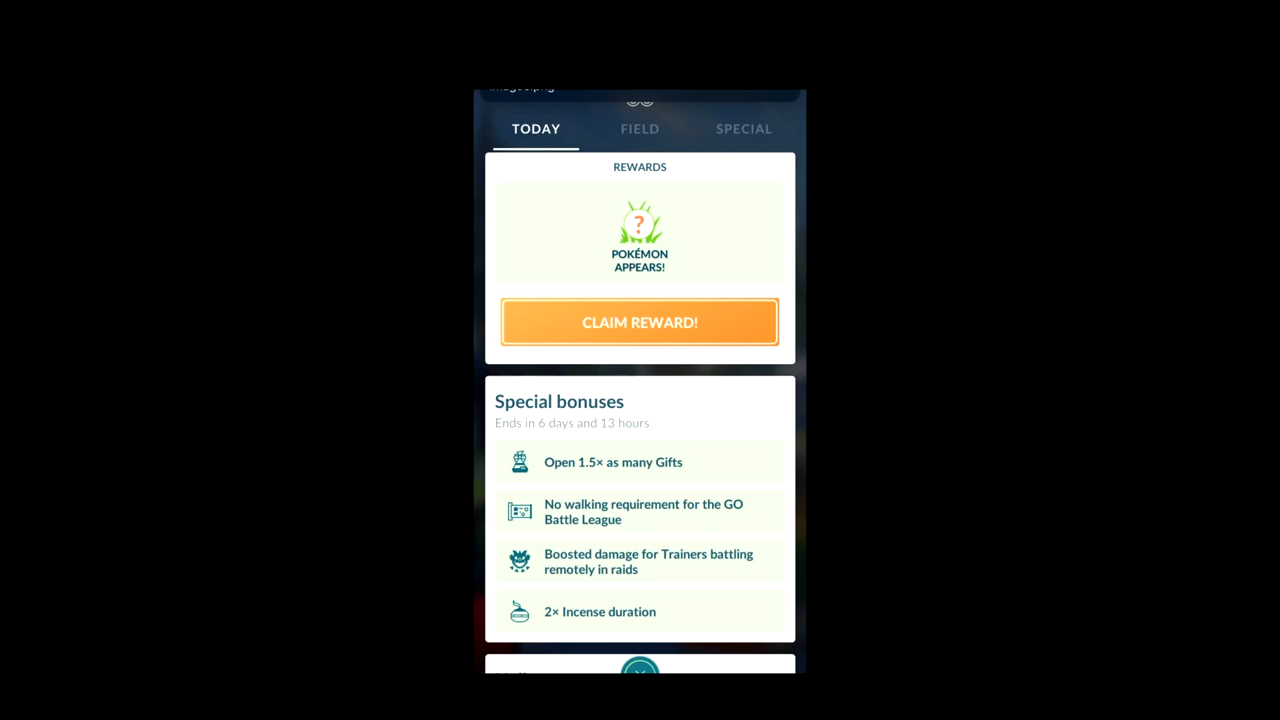 TODAY
FIELD
SPECIAL
REWARDS
?
POKÉMON
APPEARS!
CLAIM REWARD!
Special bonuses
Ends in 6 days and 13 hours
Open 1.5× as many Gifts
No walking requirement for the GO
Battle League
Boosted damage for Trainers battling
remotely in raids
2× Incense duration